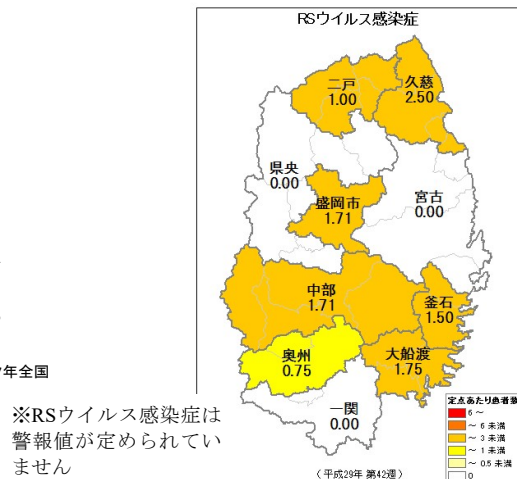 RSウイルス感染症
二戸
1.00
久慈
2.50
県央
0.00
盛岡市
1.71
宮古
0.00
中部
1.71
釜石
1.50
奥州
0.75
大船渡
1.75
一関
0.00
年全国
※RSウイルス感染症は
警報値が定められてい
ません
定点あたり患者数
6 ～
～ 6 未満
～ 3 未満
～ 1 未満
～ 0.5 未満
0
（平成29年 第42週）